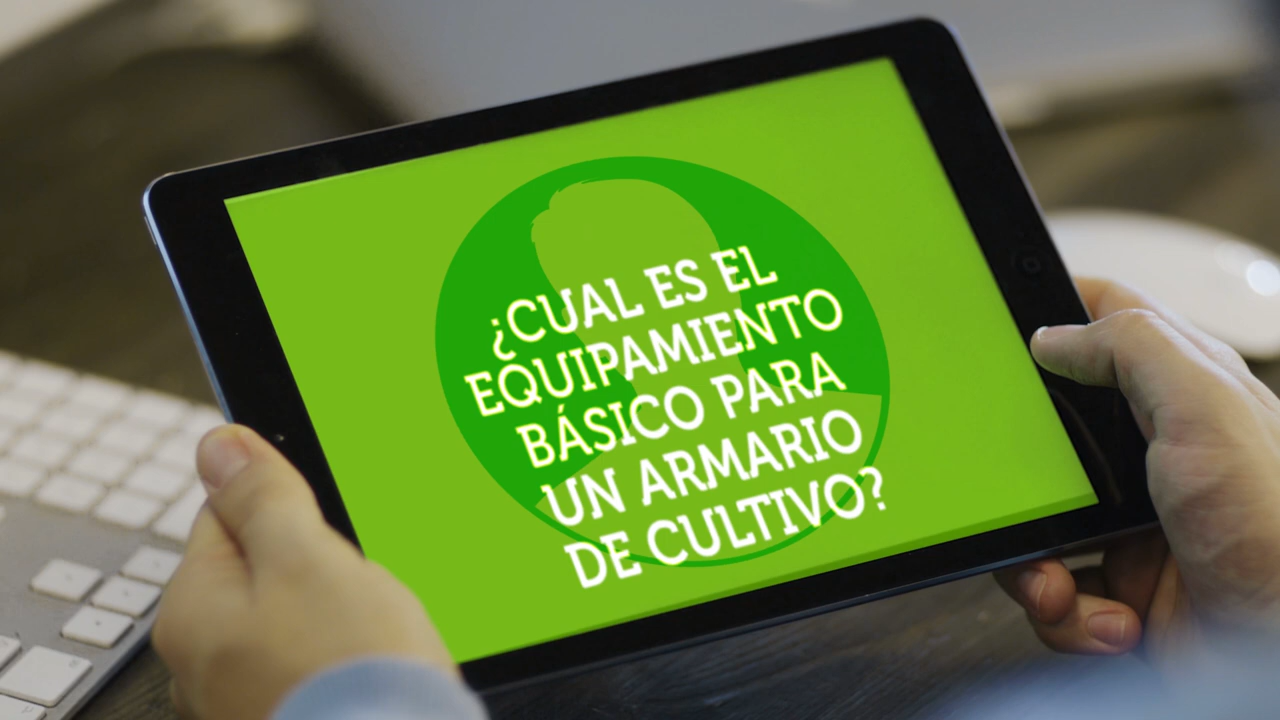 ¿CUAL ES EL
EQUIPAMIENTO
BÁSICO PARA
UN ARMARIO
DE CULTIVO?